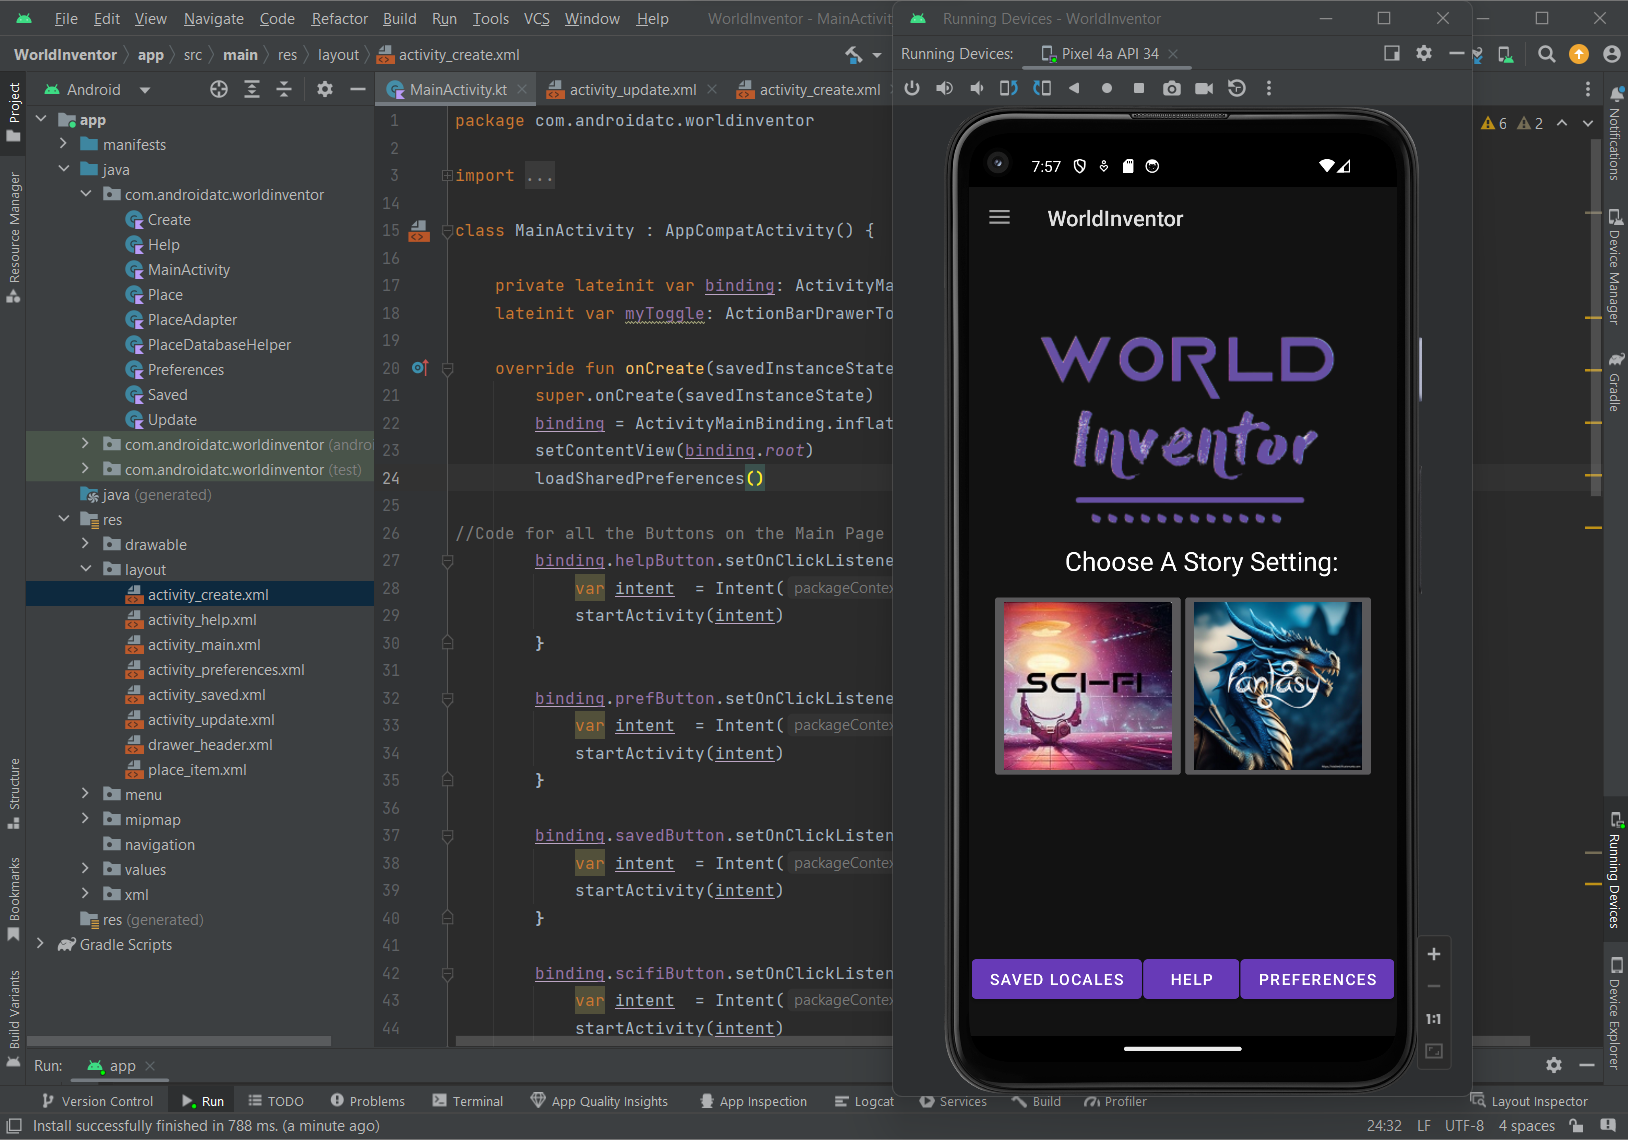 File Edit View Navigate Code Refactor Build Run Tools VCS Window Help WorldInventor - MainActivit
Running Devices - WorldInventor
WorldInventor app src main res layout activity_create.xml
Running Devices: Pixel 4a API 34
Android
MainActivity.kt activity_update.xml activity_create.xml
Project
Resource Manager
Structure
Bookmarks
Build Variants
app
manifests
java
com.androidatc.worldinventor
Create
Help
MainActivity
Place
PlaceAdapter
PlaceDatabaseHelper
Preferences
Saved
Update
com.androidatc.worldinventor (andro
com.androidatc.worldinventor (test)
java (generated)
res
drawable
layout
activity_create.xml
activity_help.xml
activity_main.xml
activity_preferences.xml
activity_saved.xml
activity_update.xml
drawer_header.xml
place_item.xml
menu
mipmap
navigation
values
xml
res (generated)
Gradle Scripts
1 package com.androidatc.worldinventor
2
3 import ...
14
15 class MainActivity : AppCompatActivity() {
16
17 private lateinit var binding: ActivityMa
18 lateinit var myToggle: ActionBarDrawerTo
19
20 override fun onCreate(savedInstanceState
21 super.onCreate(savedInstanceState)
22 binding = ActivityMainBinding.inflat
23 setContentView(binding.root)
24 loadSharedPreferences()
25
26 //Code for all the Buttons on the Main Page
27 binding.helpButton.setOnClickListene
28 var intent = Intent( packageContex
29 startActivity(intent)
30 }
31
32 binding.prefButton.setOnClickListene
33 var intent = Intent( packageContex
34 startActivity(intent)
35 }
36
37 binding.savedButton.setOnClickListen
38 var intent = Intent( packageContex
39 startActivity(intent)
40 }
41
42 binding.scifiButton.setOnClickListen
43 var intent = Intent( packageContex
44 startActivity(intent)
7:57
WorldInventor
WORLD
Inventor
Choose A Story Setting:
SCI-FI
Fantasy
SAVED LOCALES HELP PREFERENCES
1:1
6 2
Notifications
Device Manager
Gradle
Running Devices
Device Explorer
Run: app
Version Control Run TODO Problems Terminal App Quality Insights App Inspection Logcat Services Build Profiler Layout Inspector
Install successfully finished in 788 ms. (a minute ago)
24:32 LF UTF-8 4 spaces